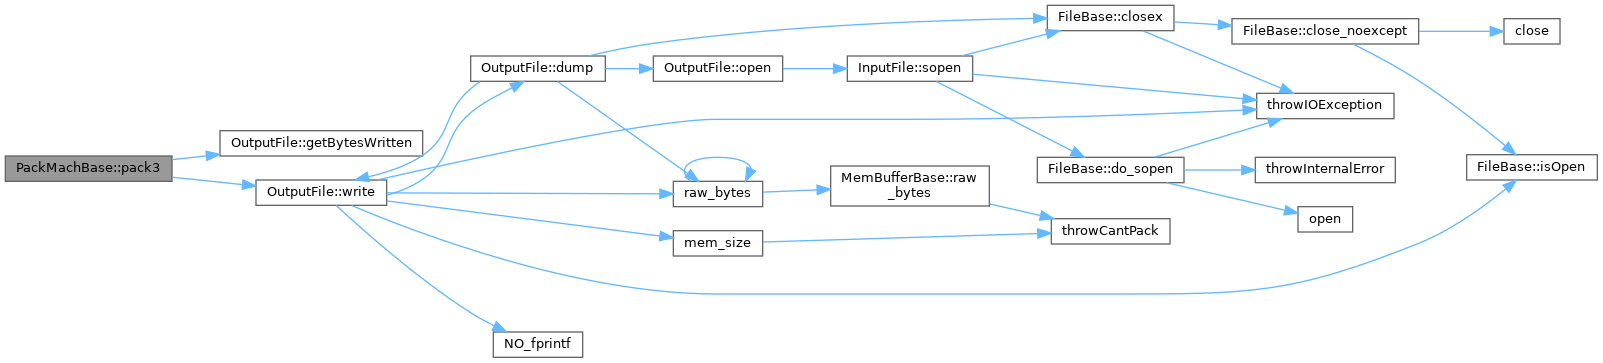 PackMachBase::pack3
OutputFile::getBytesWritten
OutputFile::write
OutputFile::dump
OutputFile::open
raw_bytes
mem_size
NO_fprintf
InputFile::sopen
MemBufferBase::raw
_bytes
FileBase::closex
FileBase::do_sopen
throwCantPack
FileBase::close_noexcept
throwIOException
throwInternalError
open
close
FileBase::isOpen